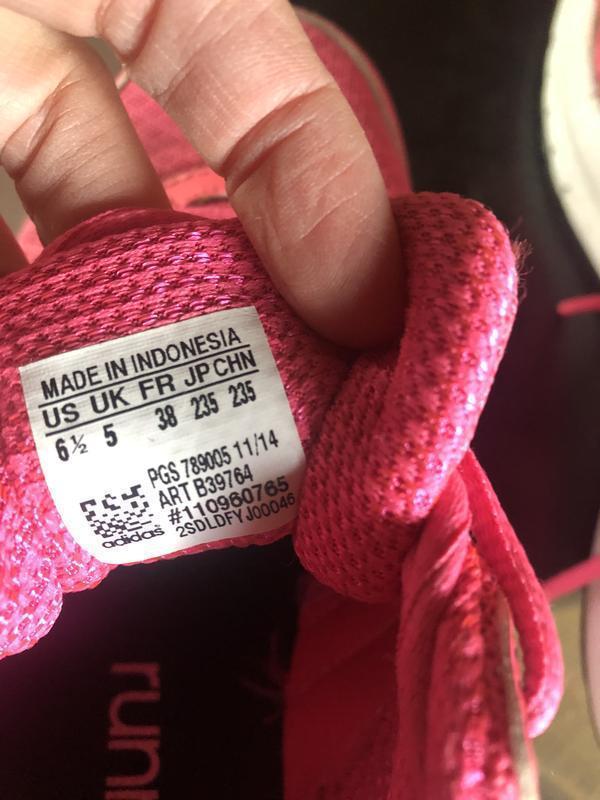 MADE IN INDONESIA
US UK FR JP CHN
6½ 5 38 235 235
PGS 789005 11/14
ART B39764
#110960765
2SDLDFYJ00046
adidas